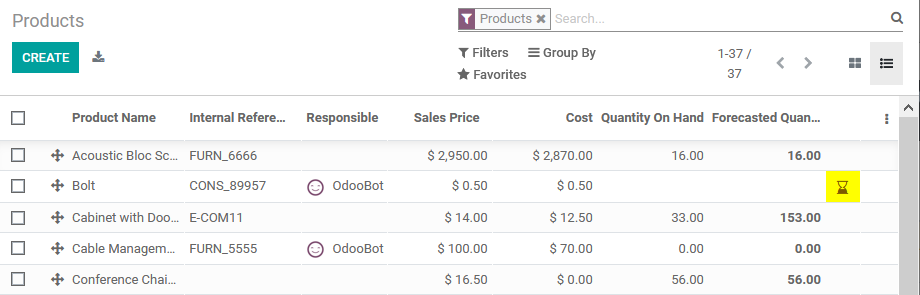 Products
Products ✖ Search...
CREATE
Filters Group By
Favorites
1-37 / 37
Product Name Internal Refere... Responsible Sales Price Cost Quantity On Hand Forecasted Quan...
Acoustic Bloc Sc... FURN_6666 $ 2,950.00 $ 2,870.00 16.00 16.00
Bolt CONS_89957 OdooBot $ 0.50 $ 0.50
Cabinet with Doo... E-COM11 $ 14.00 $ 12.50 33.00 153.00
Cable Managem... FURN_5555 OdooBot $ 100.00 $ 70.00 0.00 0.00
Conference Chai... $ 16.50 $ 0.00 56.00 56.00